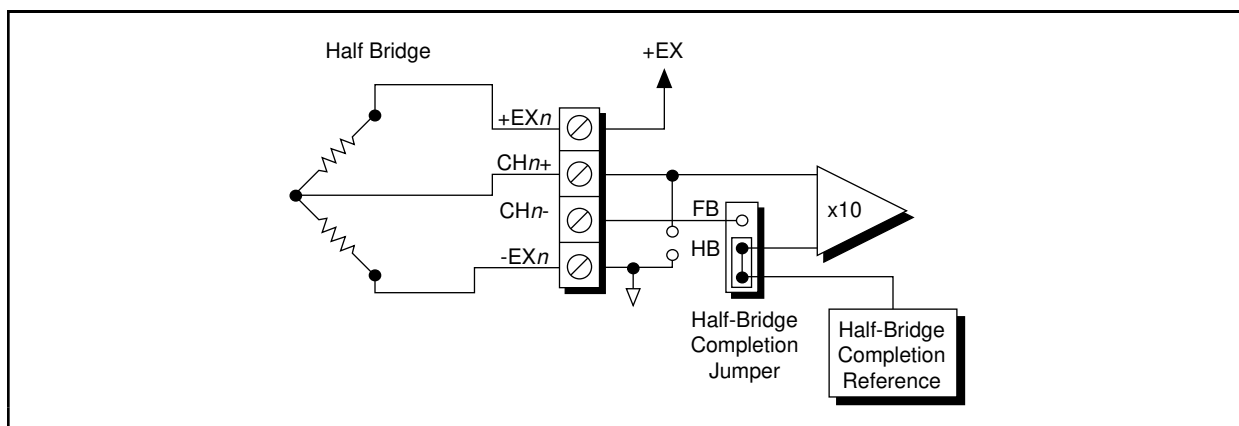 Half Bridge
+EX
+EXn
CHn+
CHn-
-EXn
FB
HB
x10
Half-Bridge
Completion
Jumper
Half-Bridge
Completion
Reference